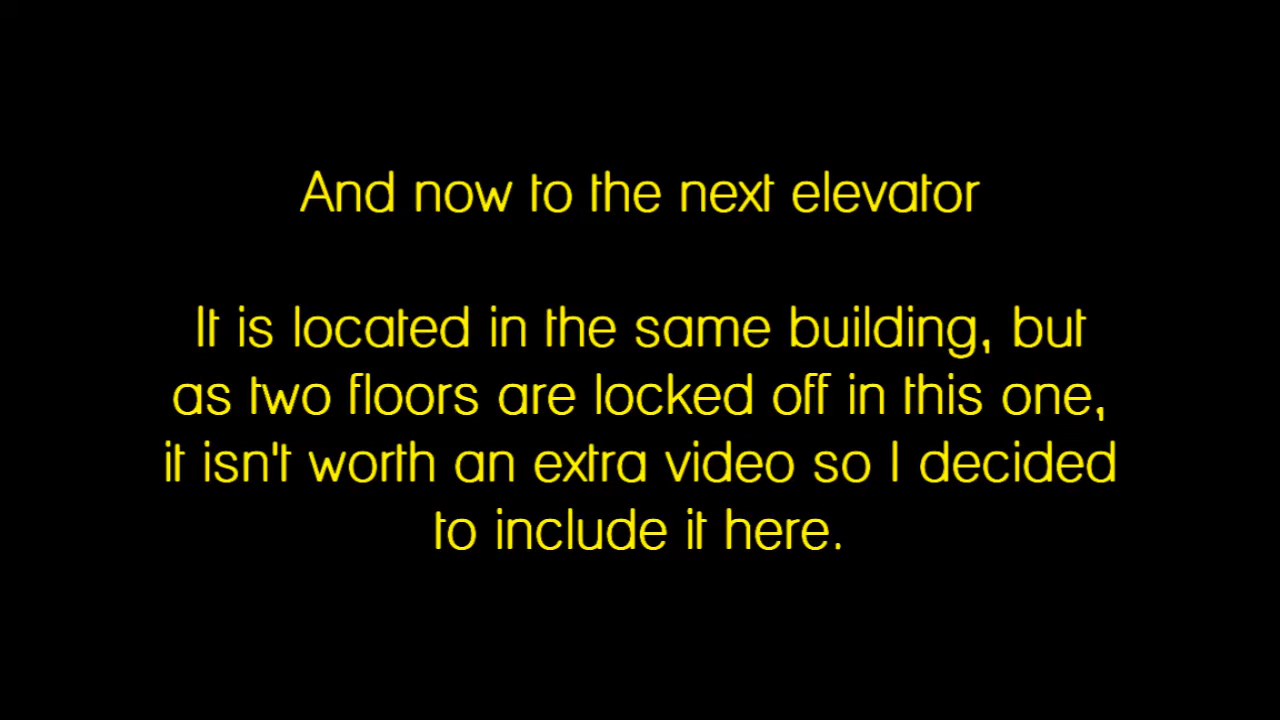 And now to the next elevator
It is located in the same building, but
as two floors are locked off in this one,
it isn't worth an extra video so I decided
to include it here.